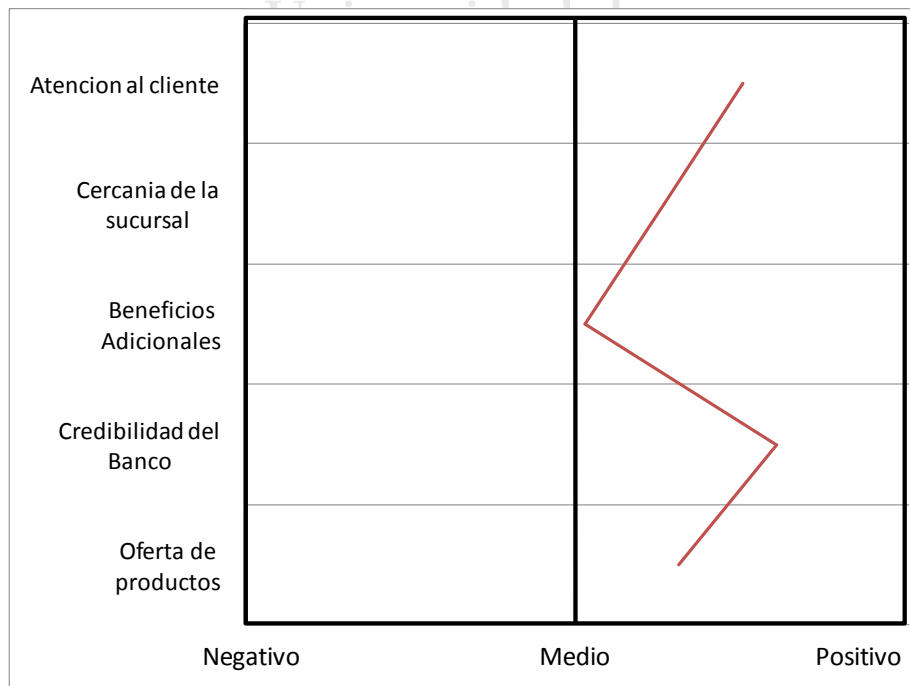 Atencion al cliente
Cercania de la
sucursal
Beneficios
Adicionales
Credibilidad del
Banco
Oferta de
productos
Negativo
Medio
Positivo